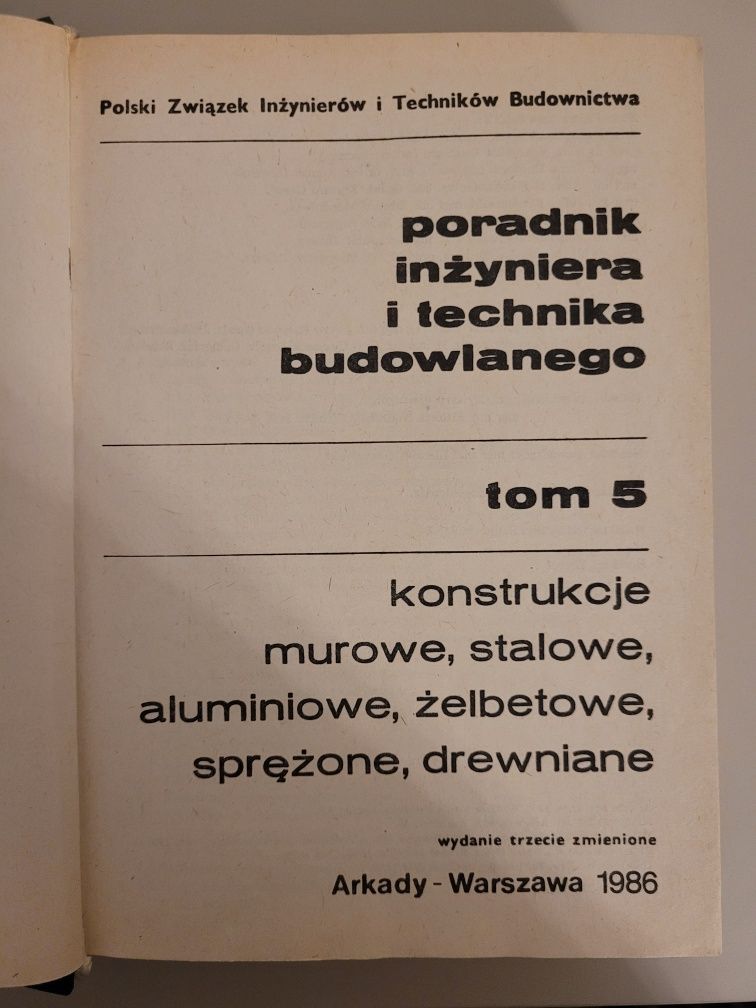 Polski Związek Inżynierów i Techników Budownictwa
poradnik
inżyniera
i technika
budowlanego
tom 5
konstrukcje
murowe, stalowe,
aluminiowe, żelbetowe,
sprężone, drewniane
wydanie trzecie zmienione
Arkady - Warszawa 1986